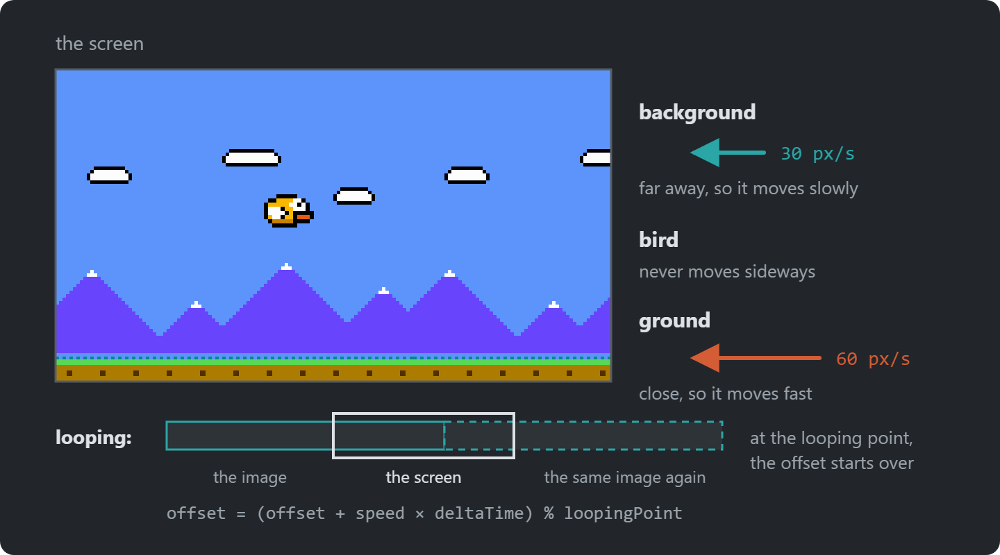 the screen
background
30 px/s
far away, so it moves slowly
bird
never moves sideways
ground
60 px/s
close, so it moves fast
looping:
at the looping point,
the offset starts over
the image
the screen
the same image again
offset = (offset + speed × deltaTime) % loopingPoint